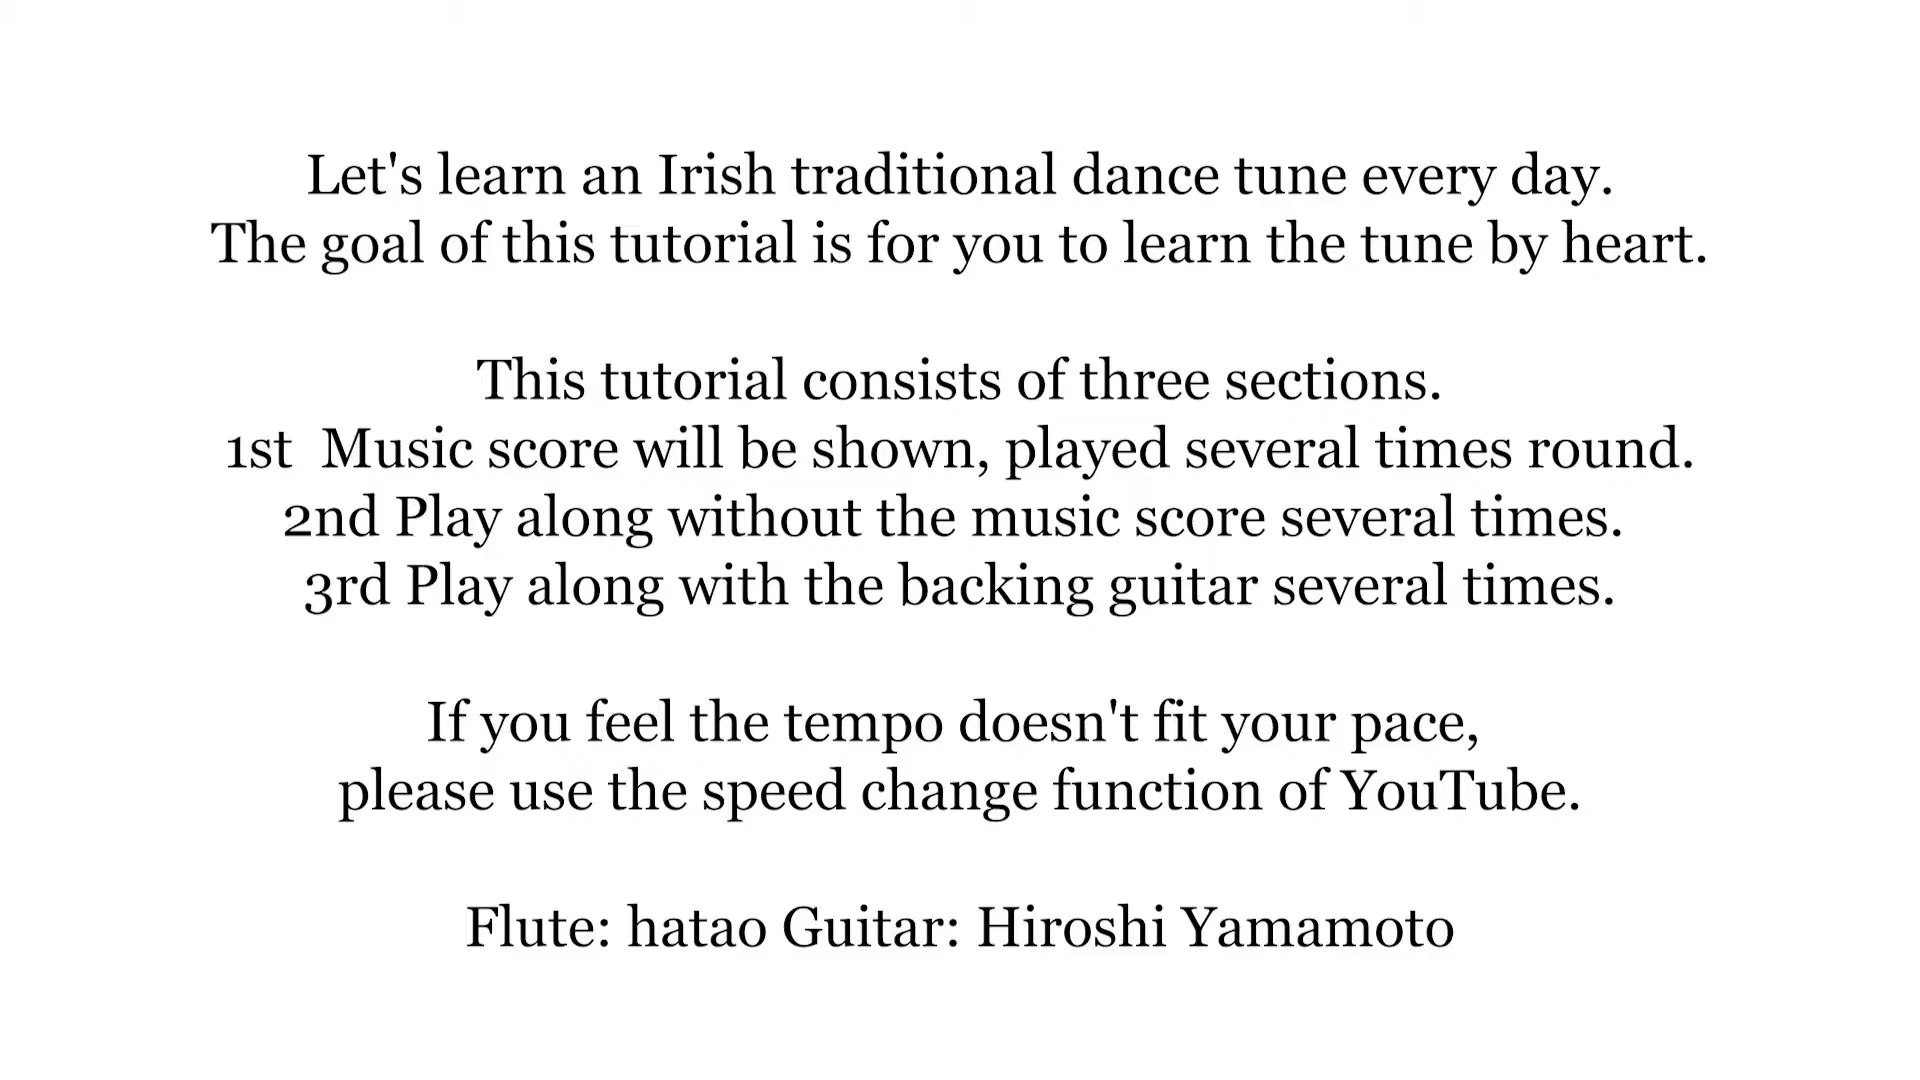 Let's learn an Irish traditional dance tune every day.
The goal of this tutorial is for you to learn the tune by heart.
This tutorial consists of three sections.
1st  Music score will be shown, played several times round.
2nd Play along without the music score several times.
3rd Play along with the backing guitar several times.
If you feel the tempo doesn't fit your pace,
please use the speed change function of YouTube.
Flute: hatao Guitar: Hiroshi Yamamoto